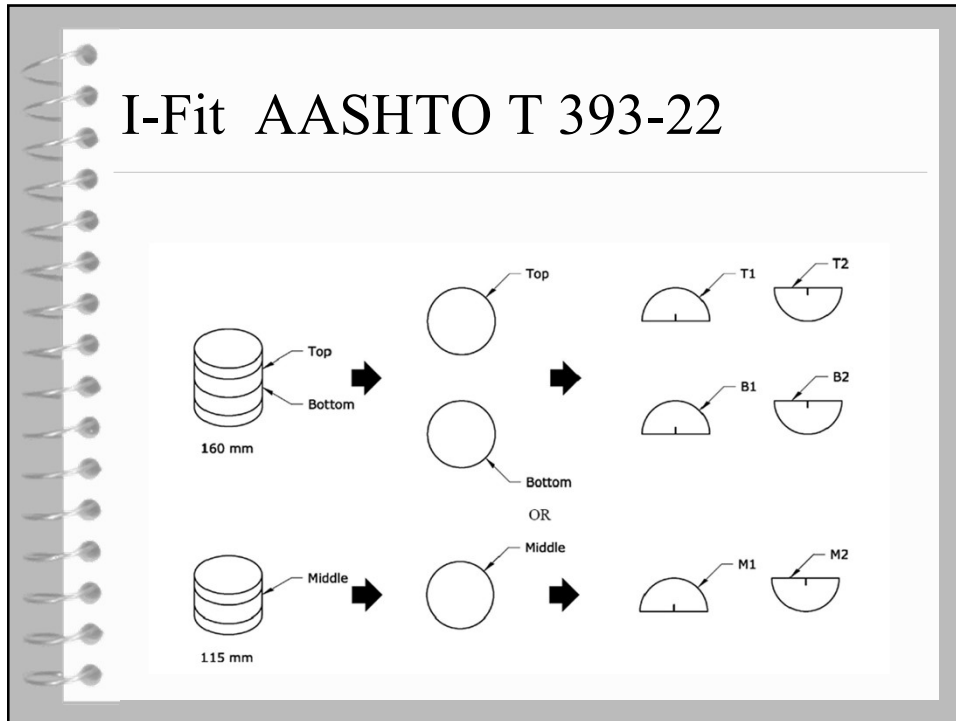 I-Fit AASHTO T 393-22
Top
Bottom
160 mm
Top
Bottom
T1
T2
B1
B2
OR
Middle
115 mm
Middle
M1
M2